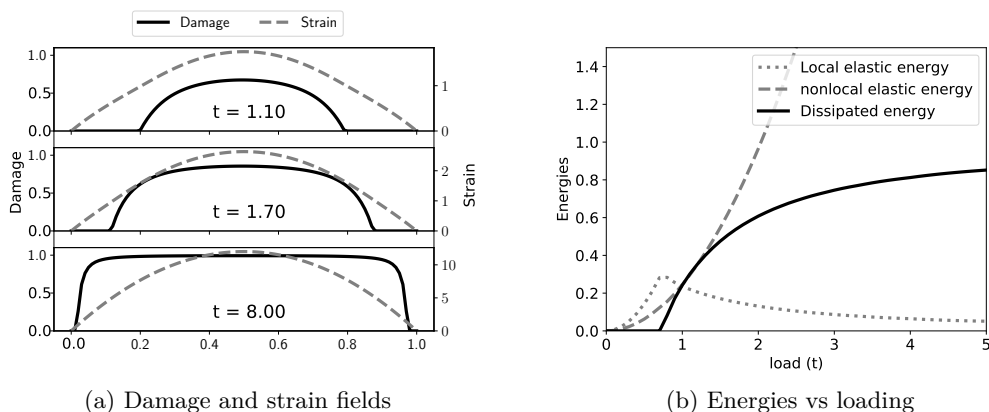 Damage Strain
1.0
0.5
0.0
1
0
t = 1.10
1.0
0.5
0.0
2
1
0
t = 1.70
Damage
Strain
1.0
0.5
0.0
10
5
0
t = 8.00
0.0 0.2 0.4 0.6 0.8 1.0
(a) Damage and strain fields
Local elastic energy
nonlocal elastic energy
Dissipated energy
Energies
1.4
1.2
1.0
0.8
0.6
0.4
0.2
0.0
0 1 2 3 4 5
load (t)
(b) Energies vs loading